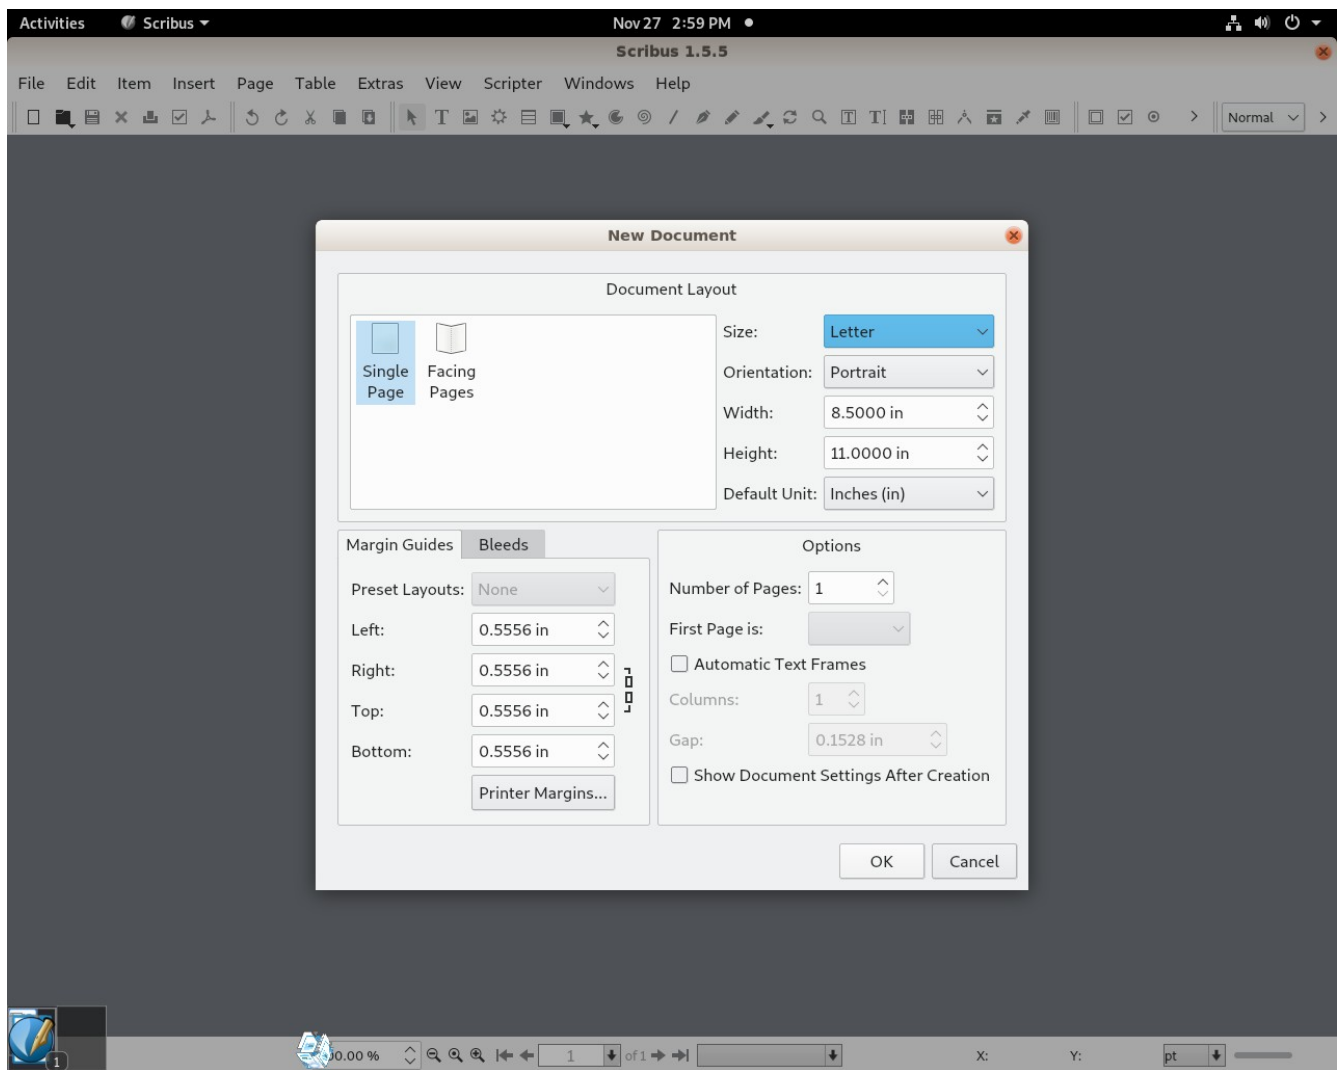 Activities Scribus Nov 27 2:59 PM
Scribus 1.5.5
File Edit Item Insert Page Table Extras View Scripter Windows Help
Normal
New Document
Document Layout
Single Page
Facing Pages
Size: Letter
Orientation: Portrait
Width: 8.5000 in
Height: 11.0000 in
Default Unit: Inches (in)
Margin Guides Bleeds
Preset Layouts: None
Left: 0.5556 in
Right: 0.5556 in
Top: 0.5556 in
Bottom: 0.5556 in
Printer Margins...
Options
Number of Pages: 1
First Page is:
Automatic Text Frames
Columns: 1
Gap: 0.1528 in
Show Document Settings After Creation
OK Cancel
1
0.00 % 1 of 1 X: Y: pt